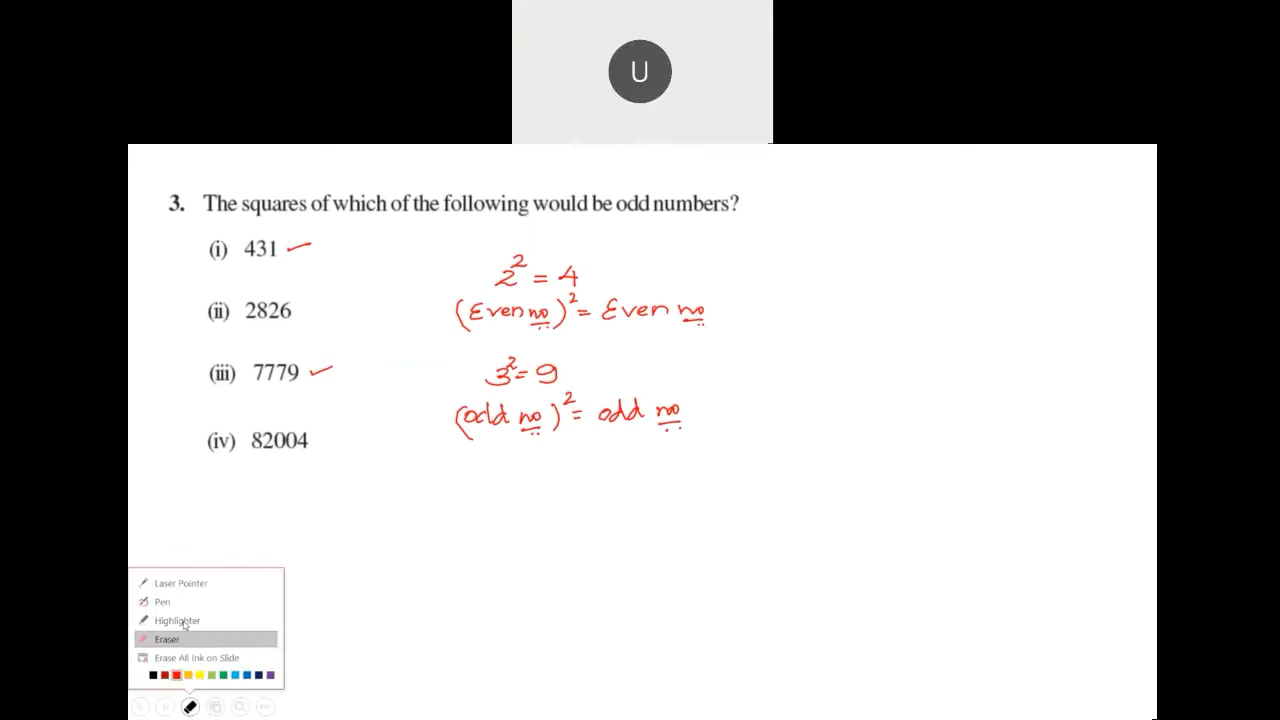 U
3. The squares of which of the following would be odd numbers?
(i) 431 ✓
2² = 4
(ii) 2826
(Even no)² = Even no
(iii) 7779 ✓
3² = 9
(odd no)² = odd no
(iv) 82004
Laser Pointer
Pen
Highlighter
Eraser
Erase All Ink on Slide